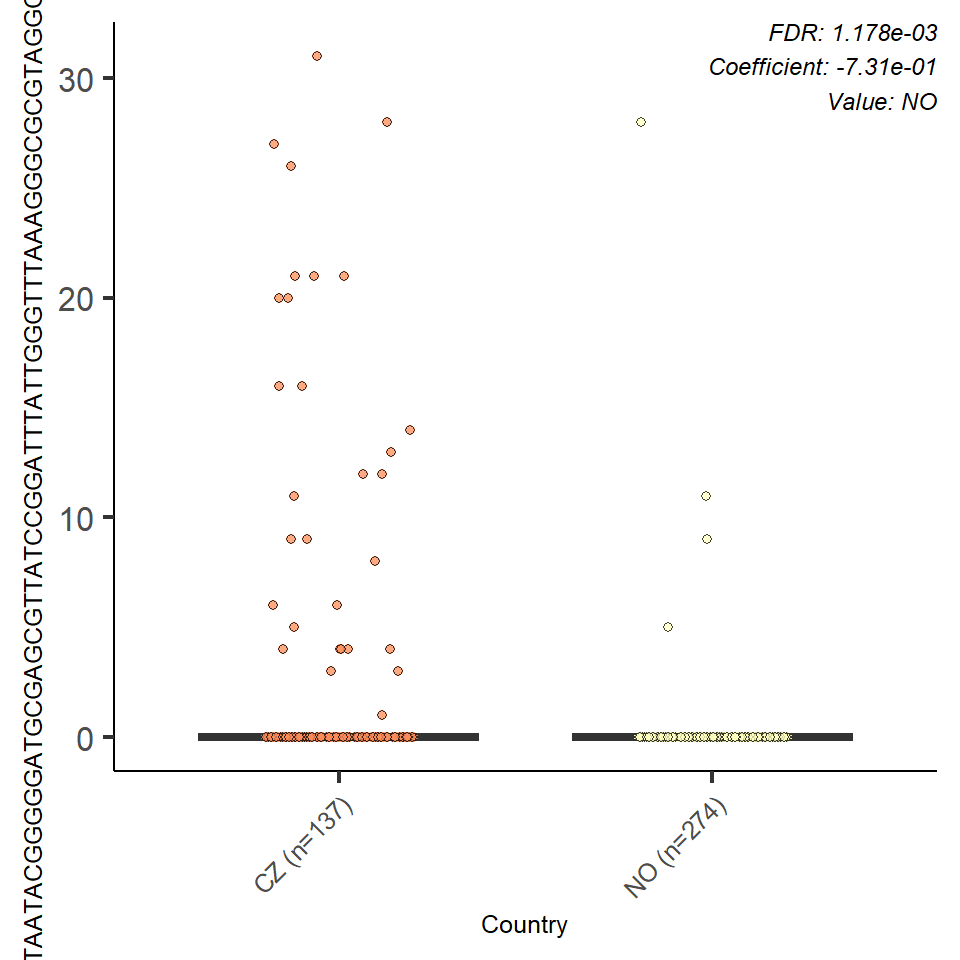 TAATACGGGGGATGCGAGCGTTATCCGGATTTATTGGGTTTAAAGGGCGCGTAGG
30
20
10
0
FDR: 1.178e-03
Coefficient: -7.31e-01
Value: NO
CZ (n=137)
NO (n=274)
Country